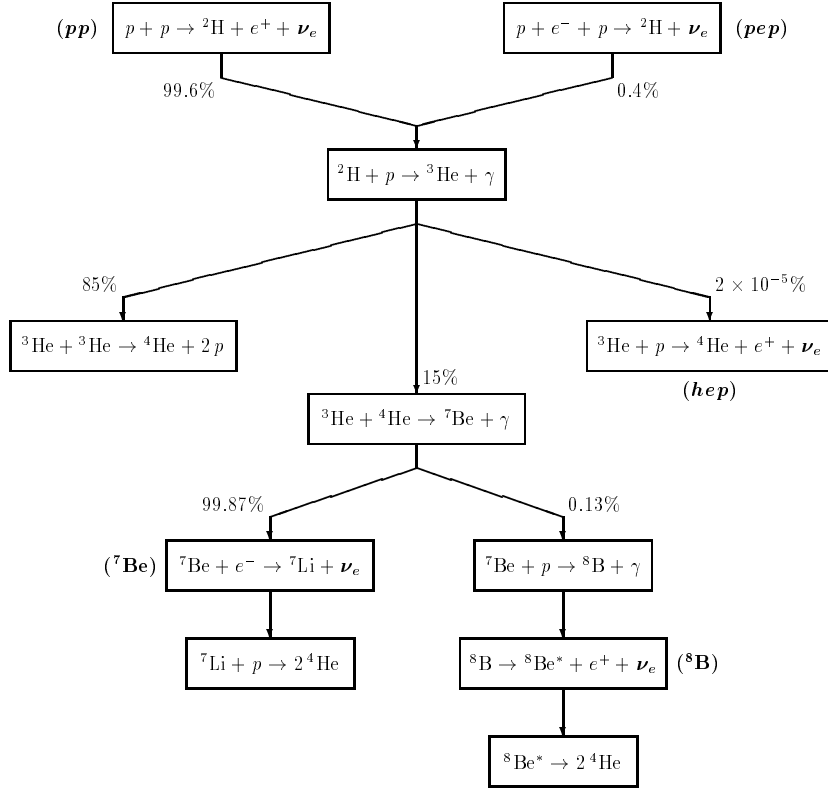 (pp) p + p → ²H + e⁺ + νₑ p + e⁻ + p → ²H + νₑ (pep)
99.6% 0.4%
²H + p → ³He + γ
85% 2 × 10⁻⁵%
³He + ³He → ⁴He + 2 p ³He + p → ⁴He + e⁺ + νₑ
15% (hep)
³He + ⁴He → ⁷Be + γ
99.87% 0.13%
(⁷Be) ⁷Be + e⁻ → ⁷Li + νₑ ⁷Be + p → ⁸B + γ
⁷Li + p → 2 ⁴He ⁸B → ⁸Be* + e⁺ + νₑ (⁸B)
⁸Be* → 2 ⁴He